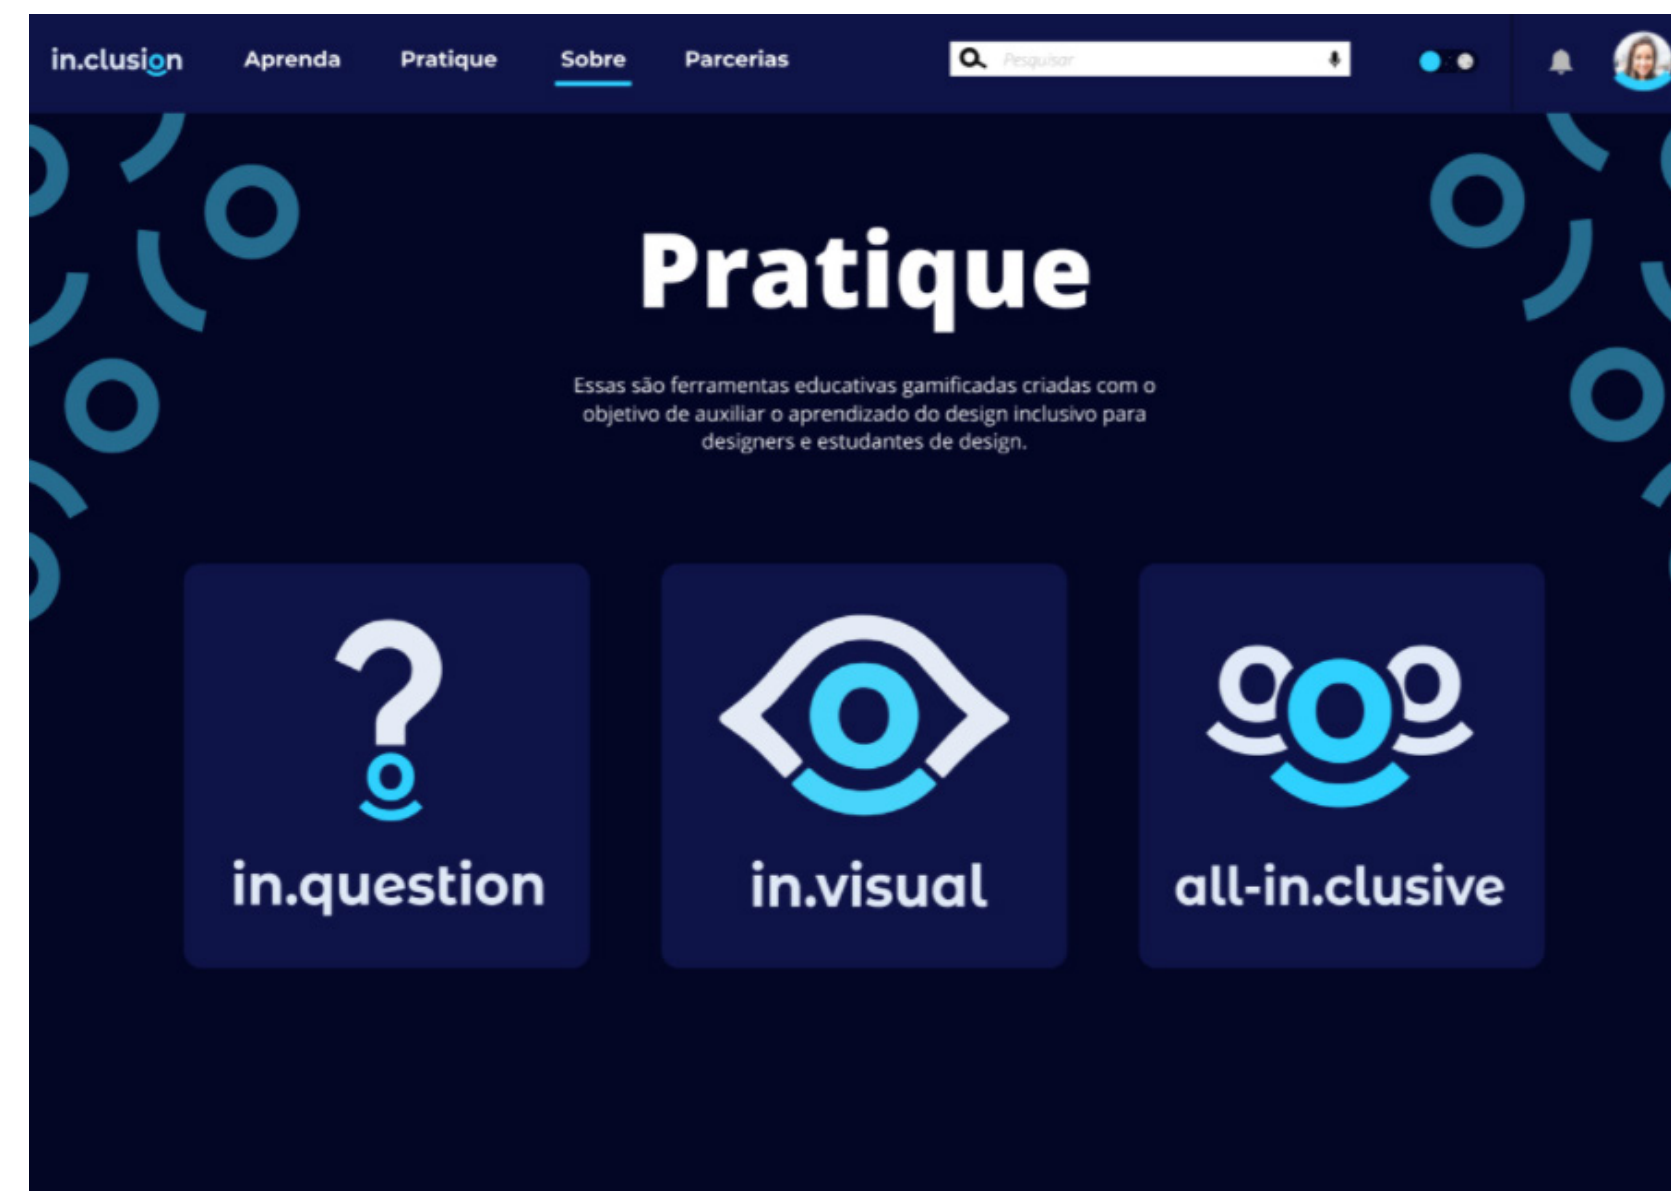 in.clusion
Aprenda
Pratique
Sobre
Parcerias
Pesquisar
Pratique
Essas são ferramentas educativas gamificadas criadas com o
objetivo de auxiliar o aprendizado do design inclusivo para
designers e estudantes de design.
in.question
in.visual
all-in.clusive